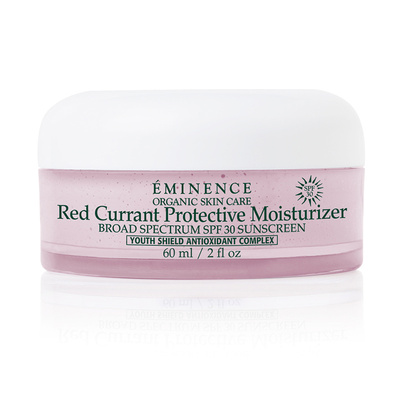 ÉMINENCE
ORGANIC SKIN CARE
SPF
30
Red Currant Protective Moisturizer
BROAD SPECTRUM SPF 30 SUNSCREEN
YOUTH SHIELD ANTIOXIDANT COMPLEX
60 ml / 2 fl oz